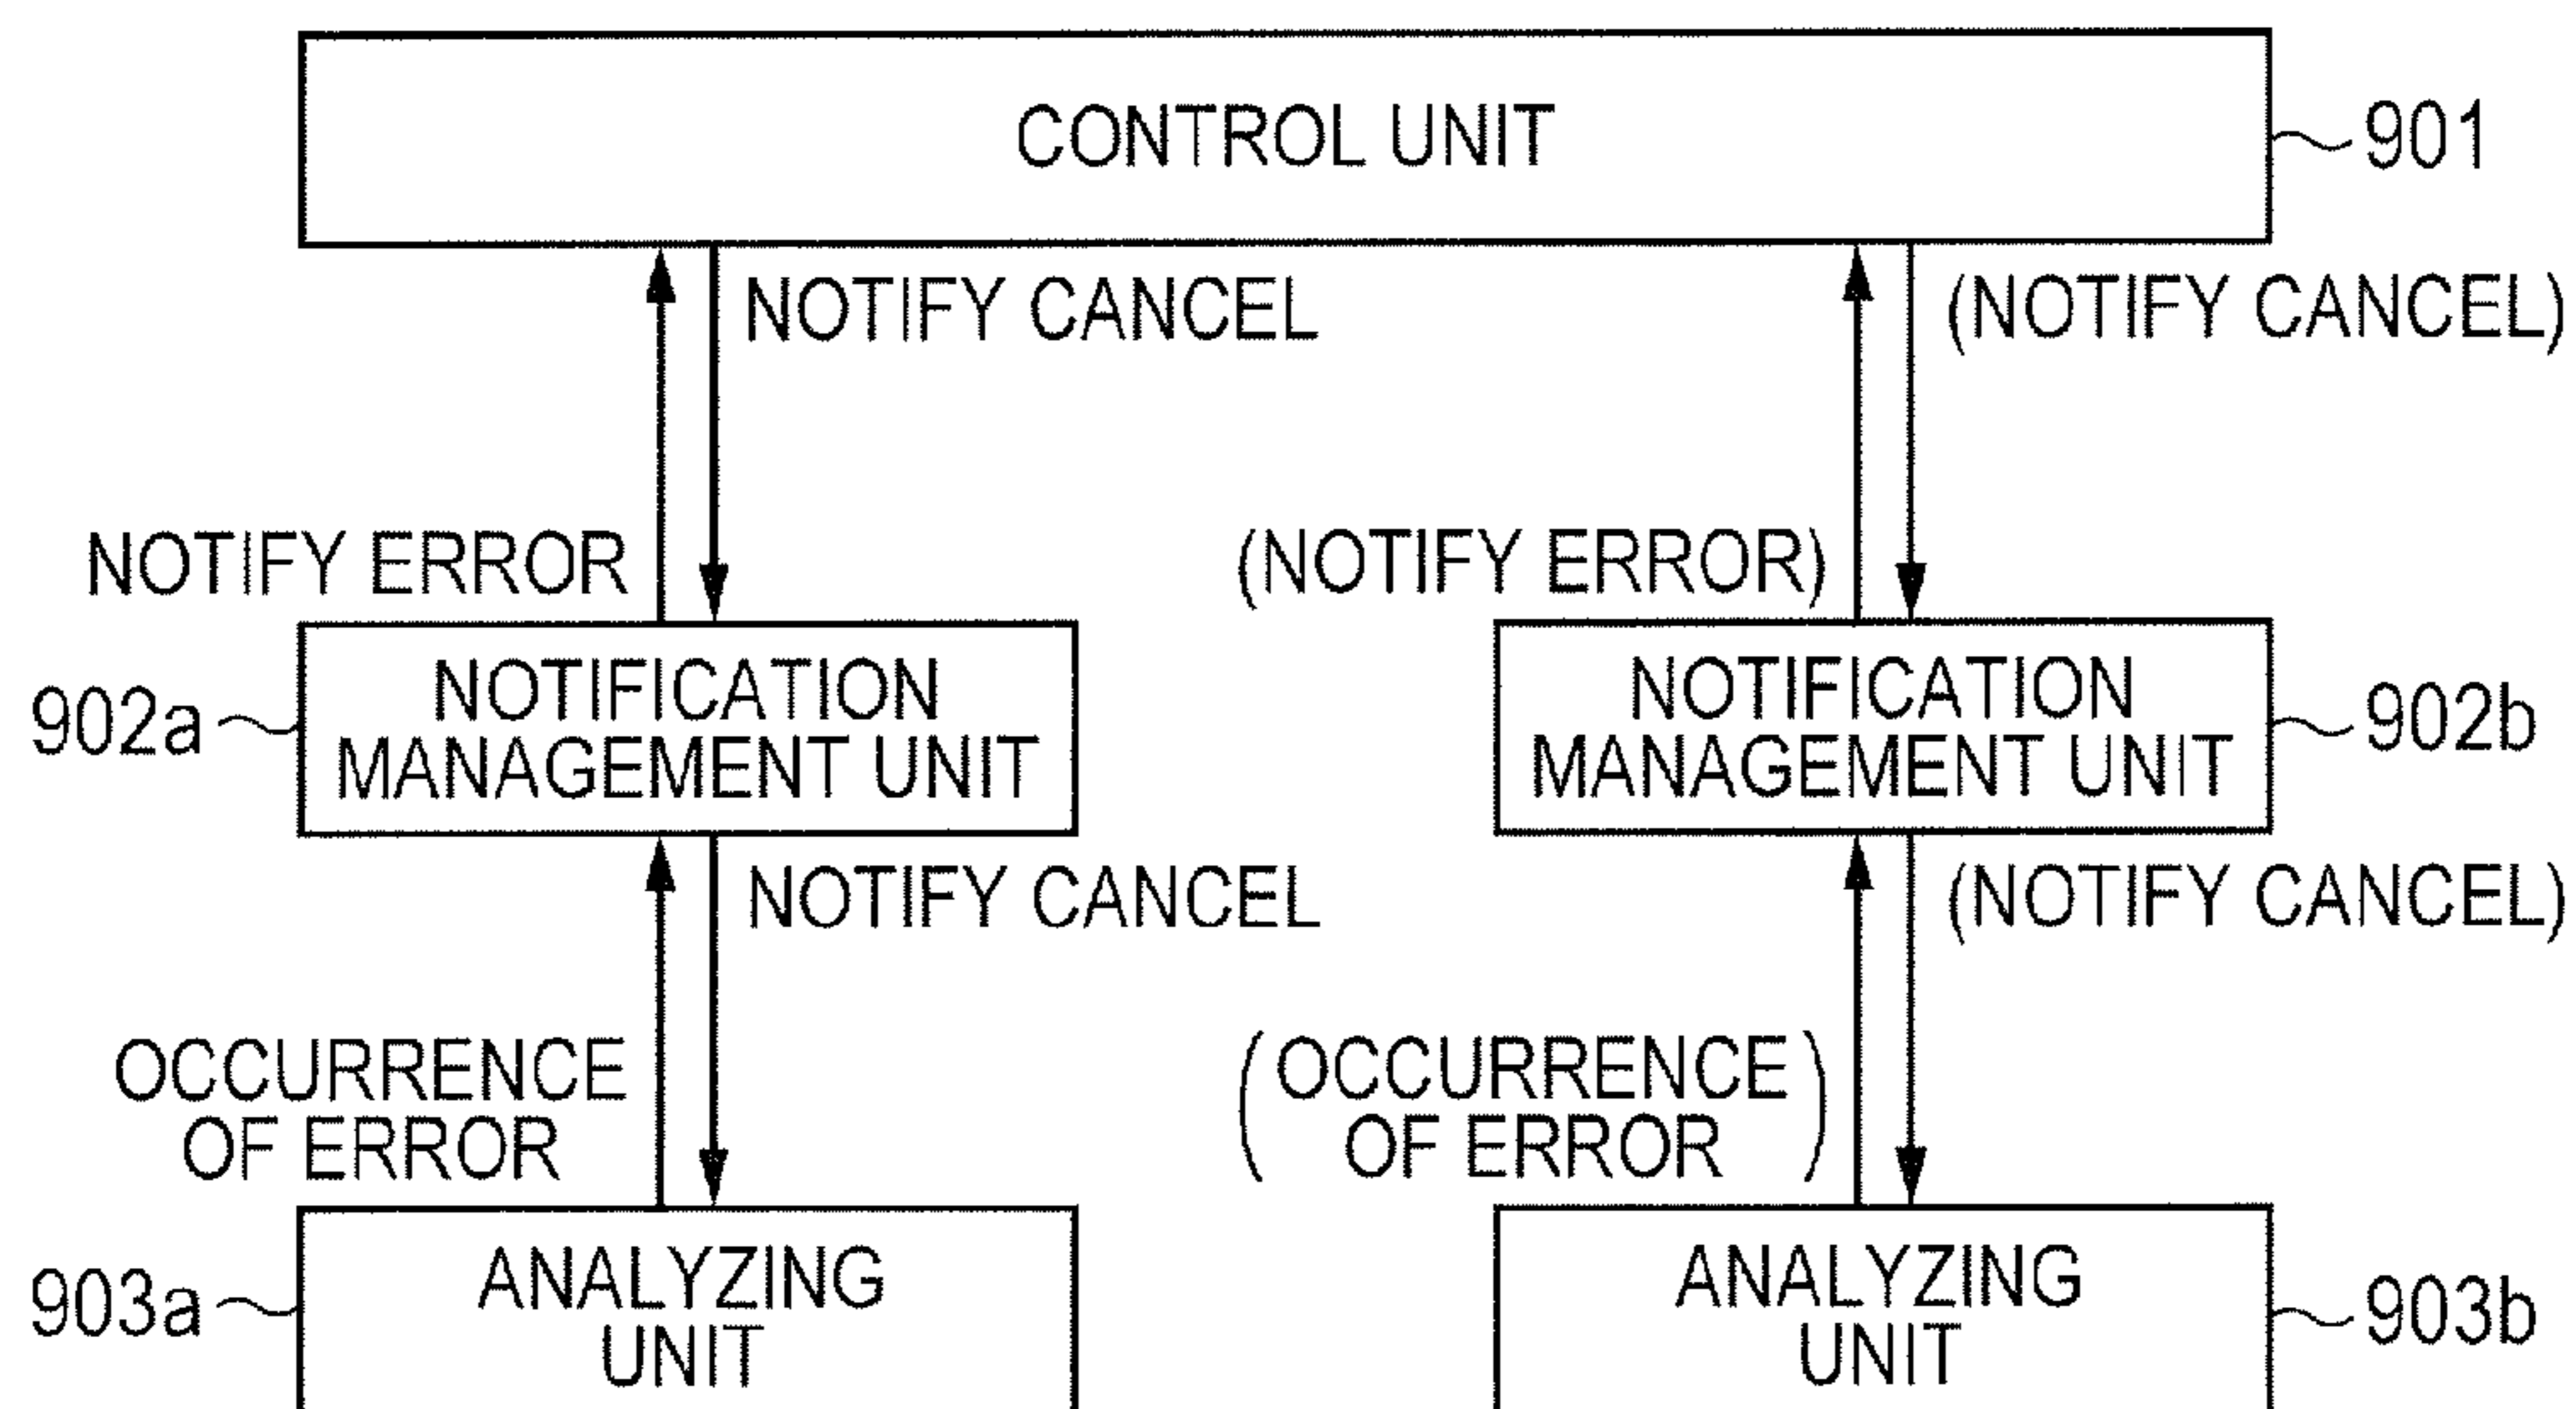 CONTROL UNIT
901
NOTIFY CANCEL
(NOTIFY CANCEL)
NOTIFY ERROR
(NOTIFY ERROR)
902a
NOTIFICATION
MANAGEMENT UNIT
NOTIFICATION
MANAGEMENT UNIT
902b
NOTIFY CANCEL
(NOTIFY CANCEL)
OCCURRENCE
OF ERROR
(OCCURRENCE
OF ERROR)
903a
ANALYZING
UNIT
ANALYZING
UNIT
903b